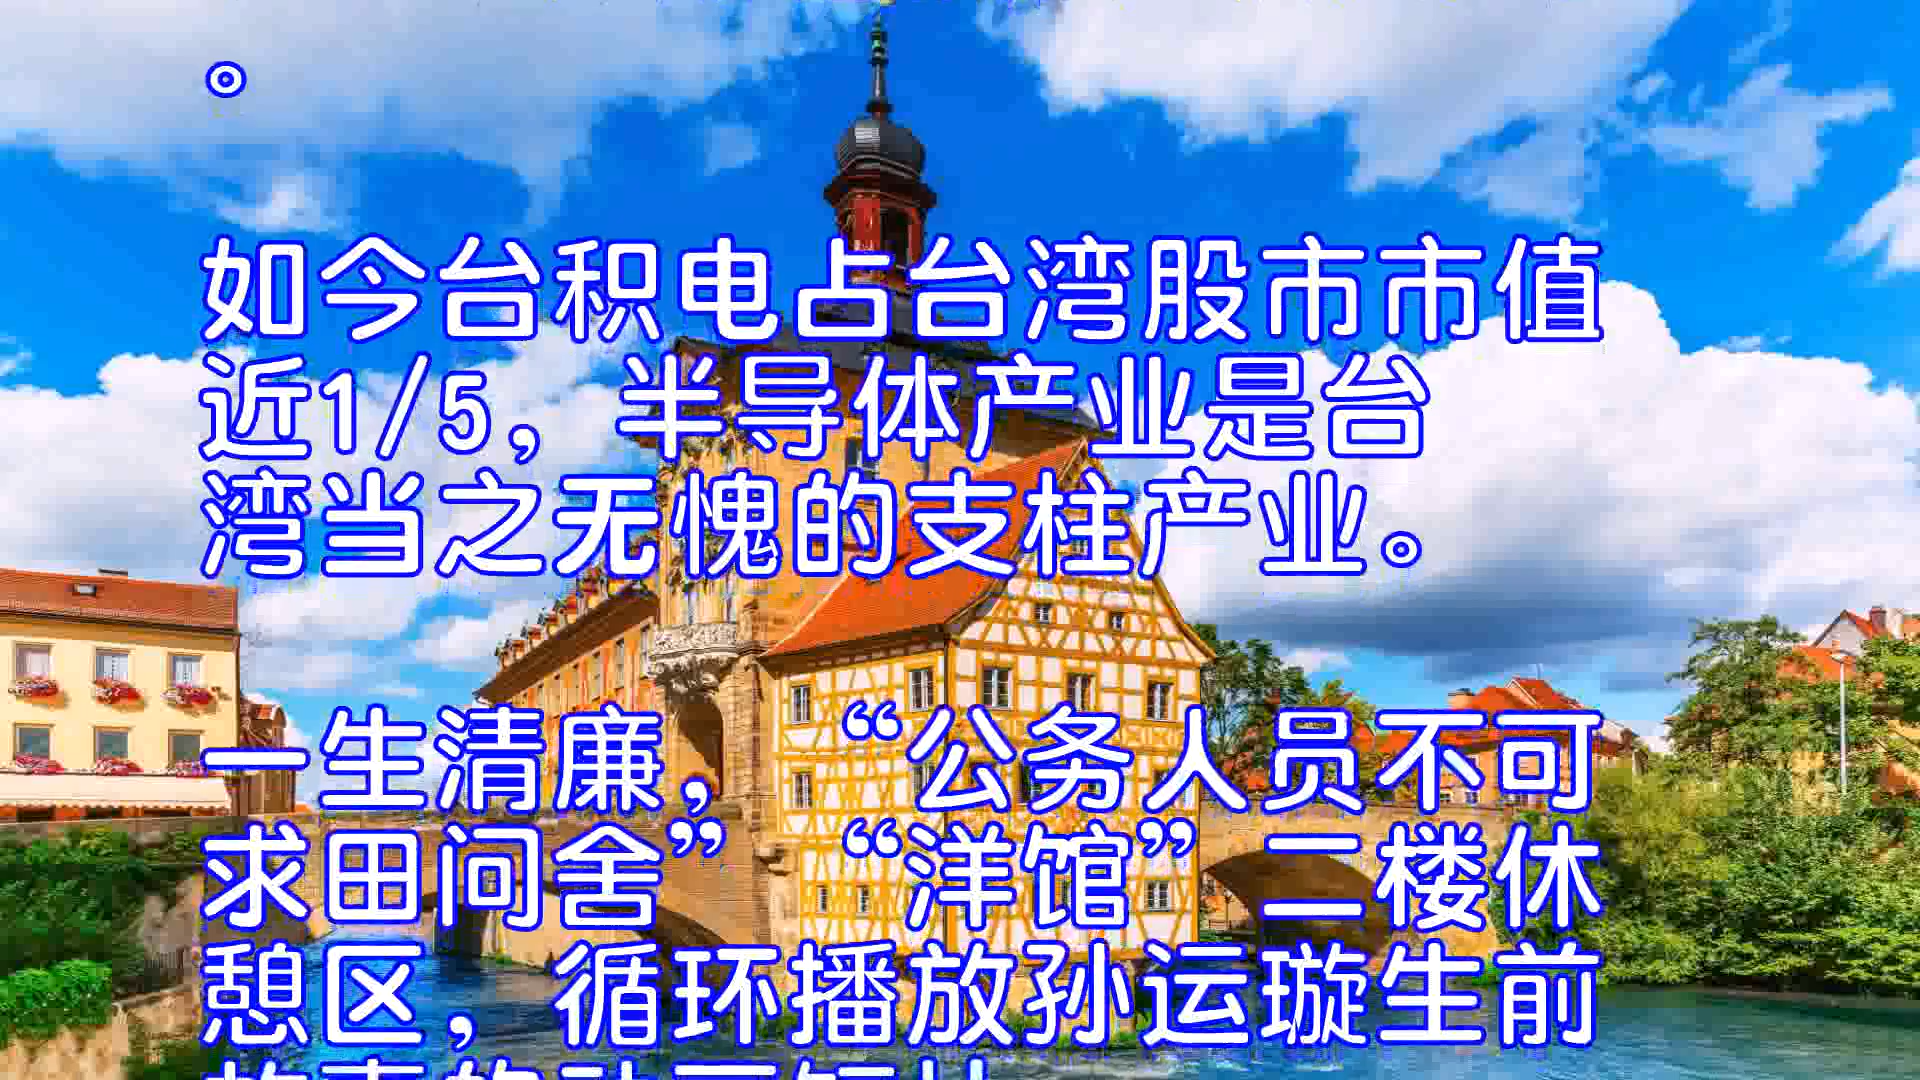 。
如今台积电占台湾股市市值
近1/5，半导体产业是台
湾当之无愧的支柱产业。
一生清廉，“公务人员不可
求田问舍”“洋馆”二楼休
憩区，循环播放孙运璇生前